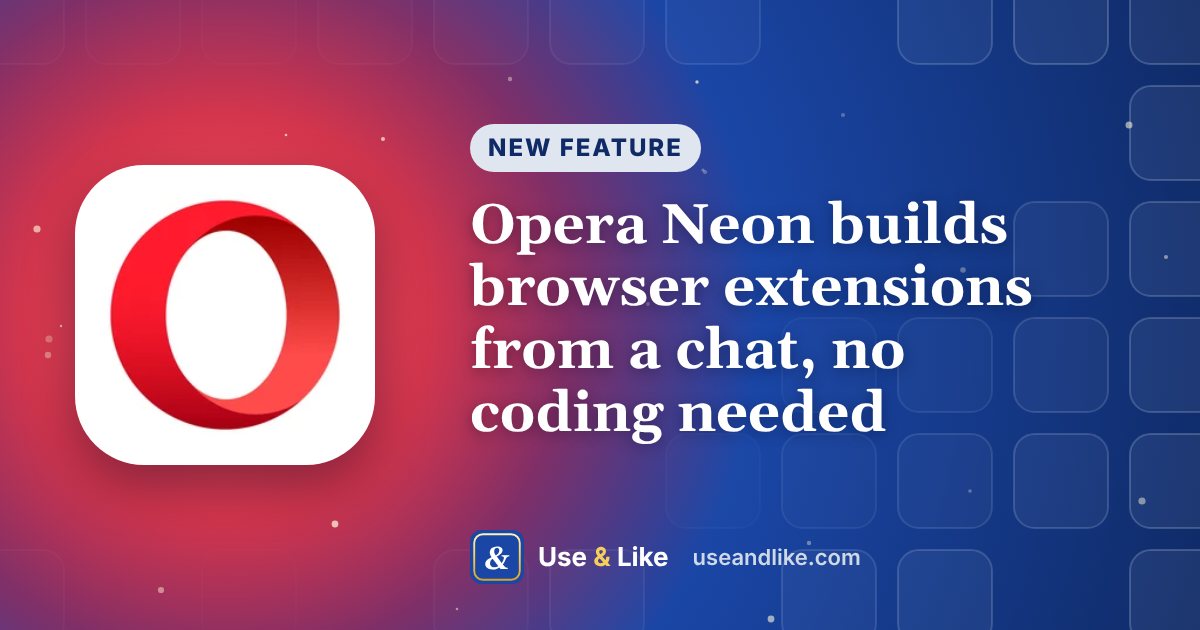 NEW FEATURE
Opera Neon builds
browser extensions
from a chat, no
coding needed
& Use & Like useandlike.com